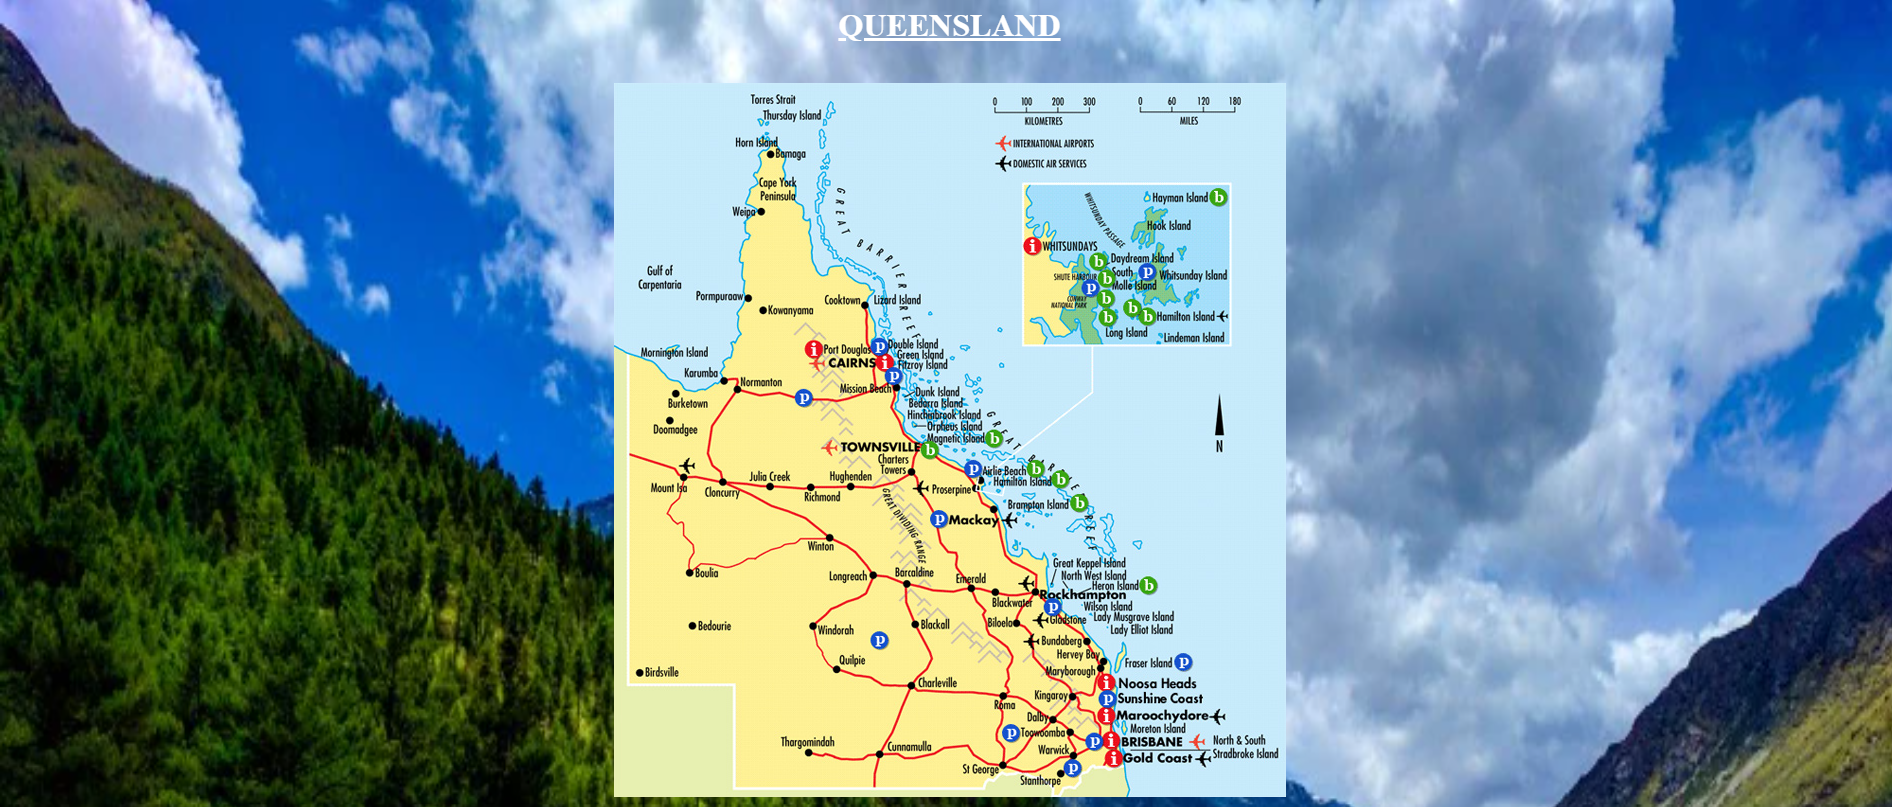 QUEENSLAND
Torres Strait
Thursday Island
Horn Island
Bamaga
Cape York
Peninsula
Weipa
Gulf of
Carpentaria
Pormpuraaw
Kowanyama
Cooktown
Lizard Island
GREAT BARRIER REEF
0 100 200 300
KILOMETRES
0 60 120 180
MILES
INTERNATIONAL AIRPORTS
DOMESTIC AIR SERVICES
WHITSUNDAY PASSAGE
Hayman Island b
Hook Island
i WHITSUNDAYS
b Daydream Island
SHUTE HARBOUR
b South
Molle Island
p Whitsunday Island
p
CONWAY
NATIONAL PARK
b
b
b
b Hamilton Island
Long Island
Lindeman Island
Mornington Island
i Port Douglas
p Double Island
Green Island
CAIRNS i
Fitzroy Island
p
Karumba
Normanton
Mission Beach
Dunk Island
Burketown
p
Bedarra Island
Hinchinbrook Island
Doomadgee
Orpheus Island
Magnetic Island b
TOWNSVILLE b
GREAT BARRIER REEF
N
Charters
Towers
p Airlie Beach b
Mount Isa
Cloncurry
Julia Creek
Richmond
Hughenden
Proserpine
Hamilton Island b
Brampton Island b
GREAT DIVIDING RANGE
p Mackay
Winton
Boulia
Longreach
Barcaldine
Emerald
Blackwater
Great Keppel Island
North West Island
Heron Island b
Rockhampton
p
Wilson Island
Bedourie
Windorah
Blackall
Biloela
Gladstone
Lady Musgrave Island
Lady Elliot Island
p
Bundaberg
Hervey Bay
Birdsville
Quilpie
Charleville
Maryborough
Fraser Island p
i Noosa Heads
Roma
Kingaroy
p Sunshine Coast
Dalby
i Maroochydore
Moreton Island
p Toowoomba
p i BRISBANE
North & South
Stradbroke Island
Thargomindah
Cunnamulla
Warwick
i Gold Coast
St George
p
Stanthorpe